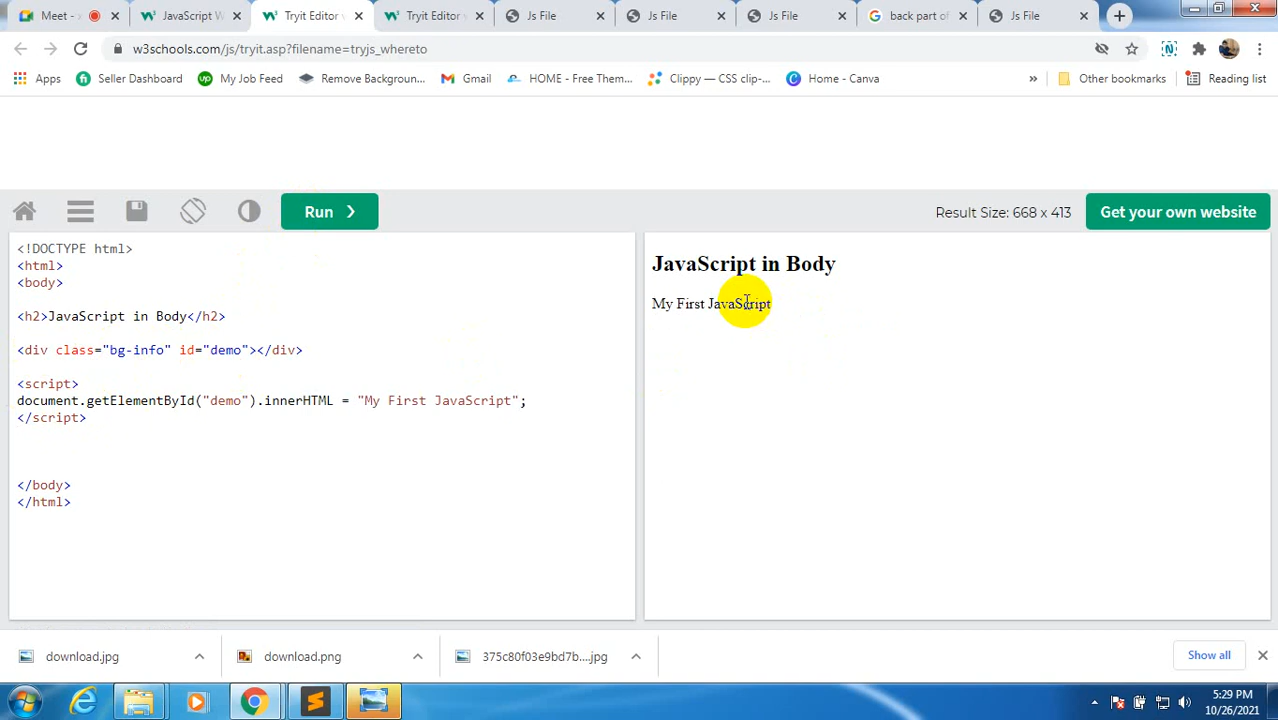 Meet -
JavaScript W
Tryit Editor v
Tryit Editor v
Js File
Js File
Js File
back part of
Js File
w3schools.com/js/tryit.asp?filename=tryjs_whereto
Apps
Seller Dashboard
My Job Feed
Remove Backgroun...
Gmail
HOME - Free Them...
Clippy — CSS clip-...
Home - Canva
»
Other bookmarks
Reading list
Run ❯
Result Size: 668 x 413
Get your own website
<!DOCTYPE html>
<html>
<body>
<h2>JavaScript in Body</h2>
<div class="bg-info" id="demo"></div>
<script>
document.getElementById("demo").innerHTML = "My First JavaScript";
</script>
</body>
</html>
JavaScript in Body
My First JavaScript
download.jpg
download.png
375c80f03e9bd7b....jpg
Show all
5:29 PM
10/26/2021